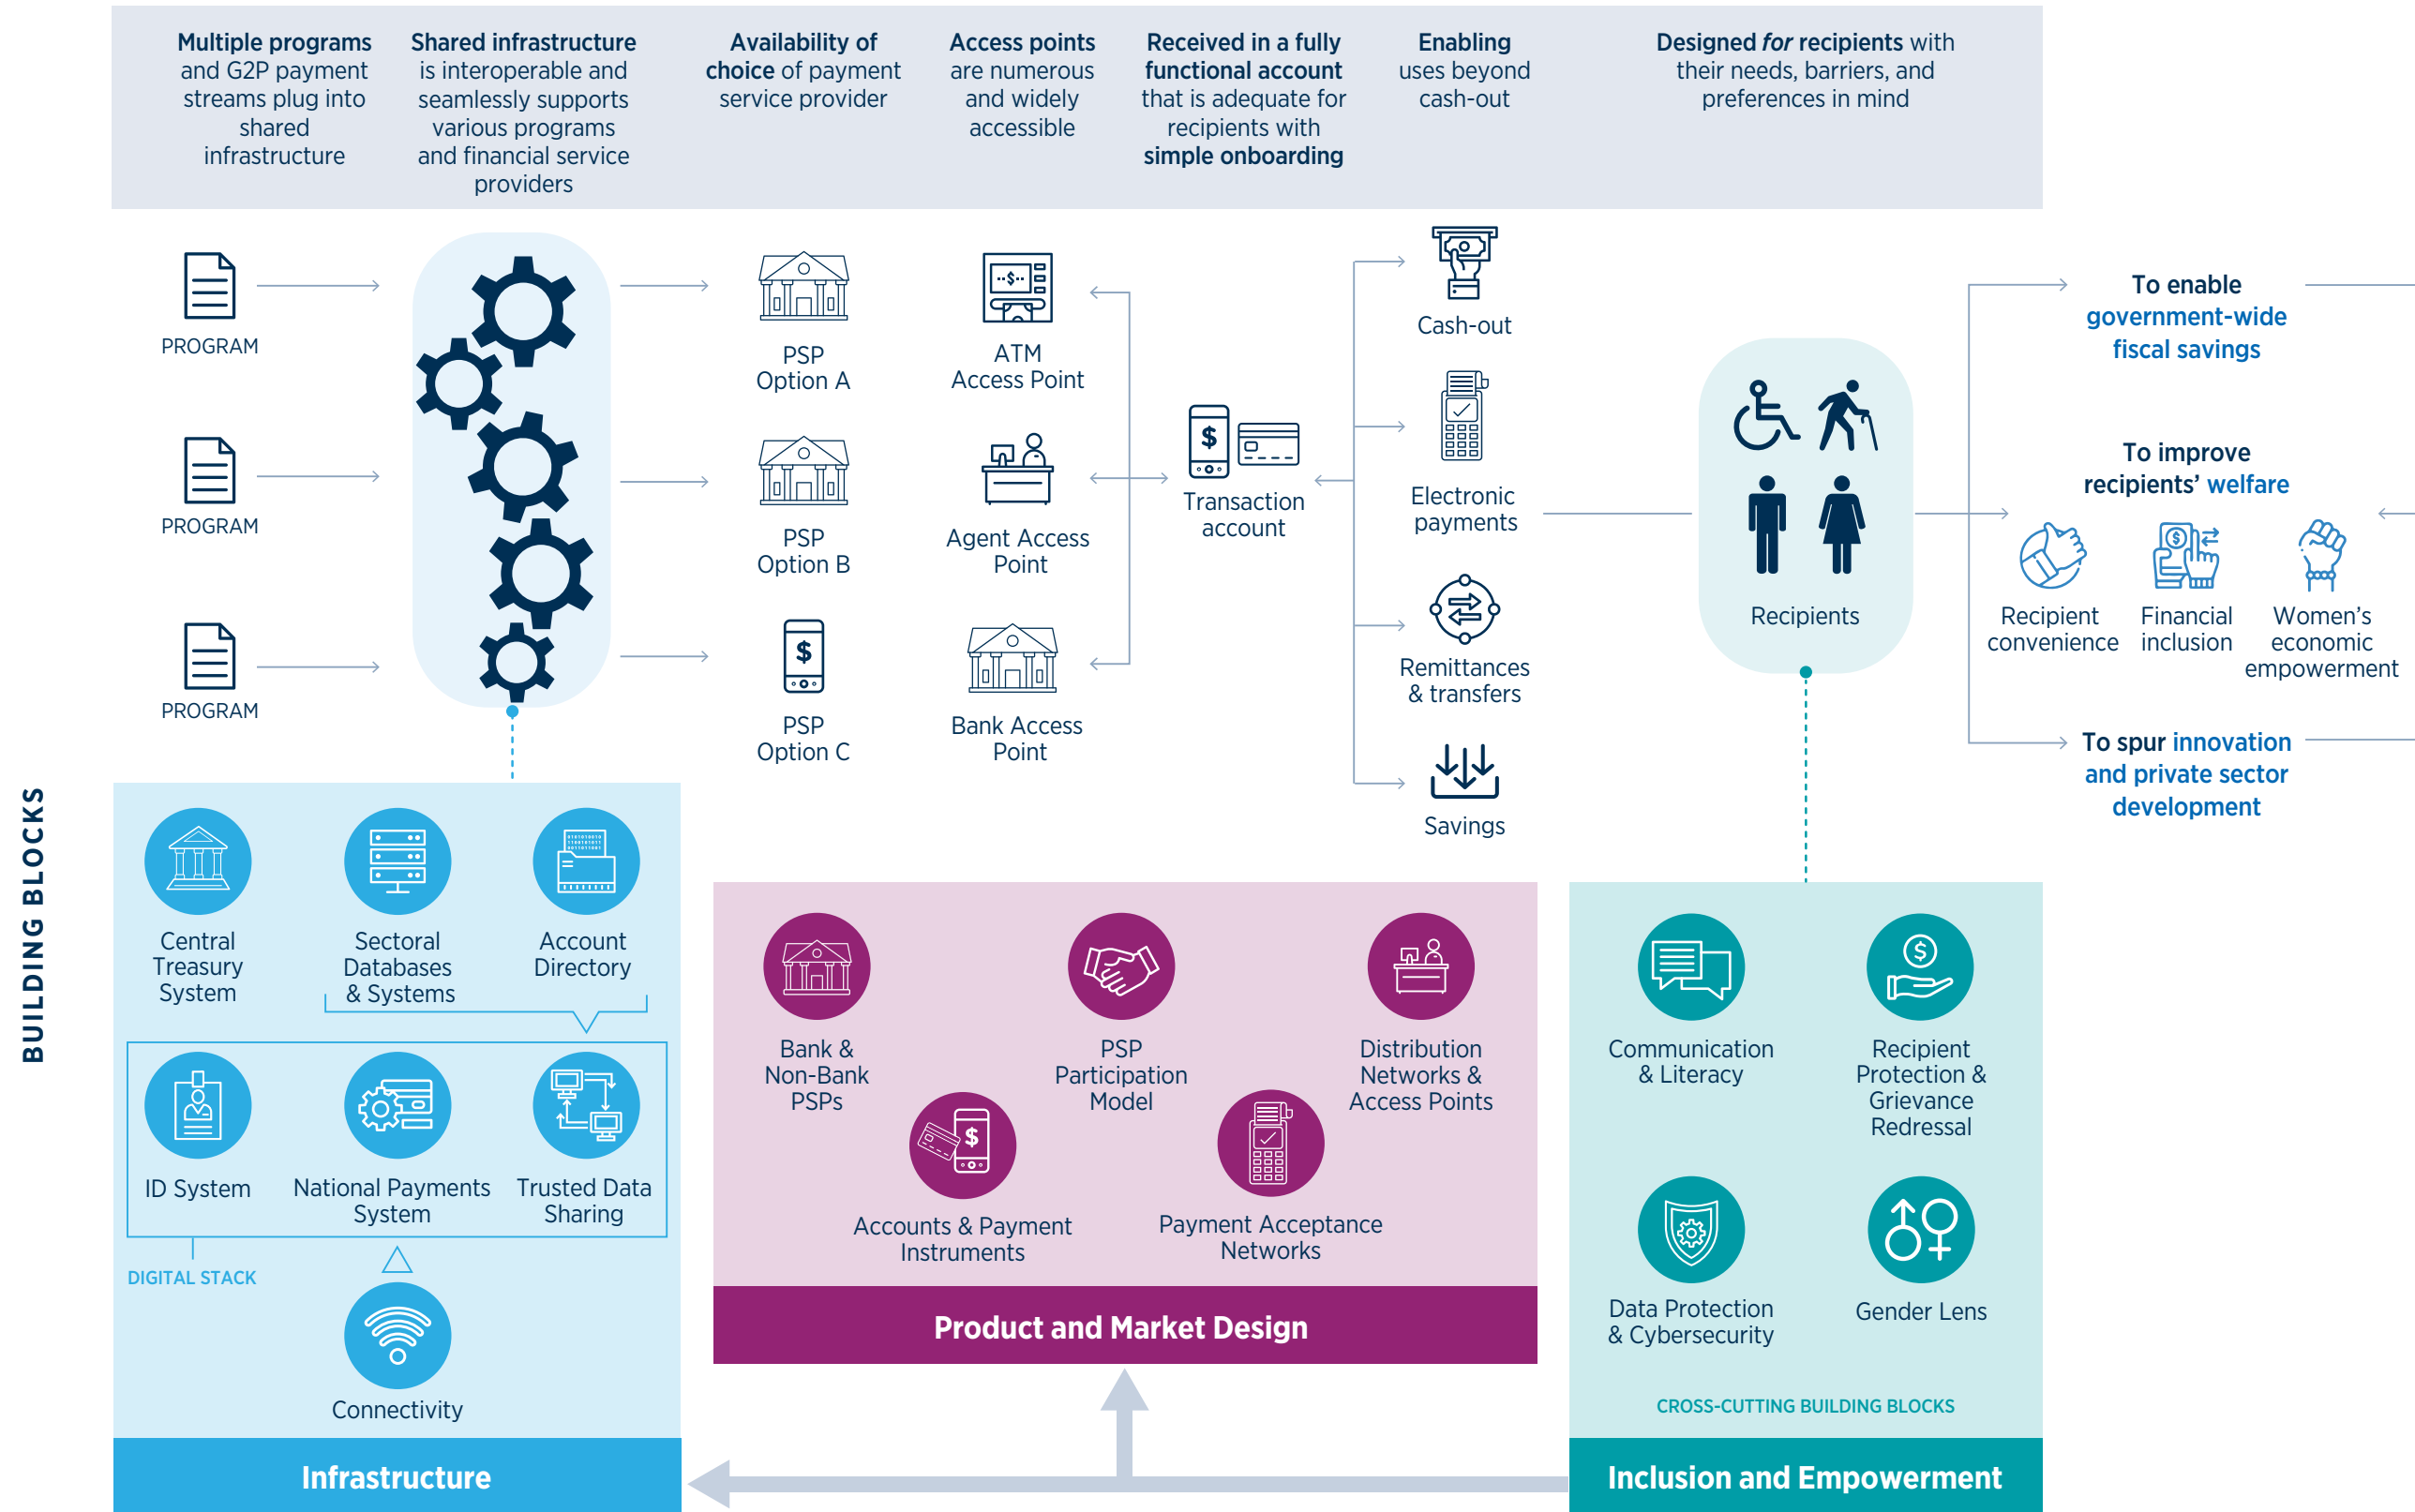 Multiple programs
and G2P payment
streams plug into
shared
infrastructure
Shared infrastructure
is interoperable and
seamlessly supports
various programs
and financial service
providers
Availability of
choice of payment
service provider
Access points
are numerous
and widely
accessible
Received in a fully
functional account
that is adequate for
recipients with
simple onboarding
Enabling
uses beyond
cash-out
Designed for recipients with
their needs, barriers, and
preferences in mind
PROGRAM
PROGRAM
PROGRAM
PSP
Option A
PSP
Option B
$
PSP
Option C
$
ATM
Access Point
Agent Access
Point
Bank Access
Point
$
Transaction
account
Cash-out
Electronic
payments
Remittances
& transfers
Savings
Recipients
To enable
government-wide
fiscal savings
To improve
recipients’ welfare
$
Recipient
convenience
Financial
inclusion
Women’s
economic
empowerment
To spur innovation
and private sector
development
BUILDING BLOCKS
Central
Treasury
System
Sectoral
Databases
& Systems
Account
Directory
ID System
National Payments
System
Trusted Data
Sharing
DIGITAL STACK
Connectivity
Infrastructure
Bank &
Non-Bank
PSPs
PSP
Participation
Model
Distribution
Networks &
Access Points
$
Accounts & Payment
Instruments
Payment Acceptance
Networks
Product and Market Design
Communication
& Literacy
$
Recipient
Protection &
Grievance
Redressal
Data Protection
& Cybersecurity
Gender Lens
CROSS-CUTTING BUILDING BLOCKS
Inclusion and Empowerment